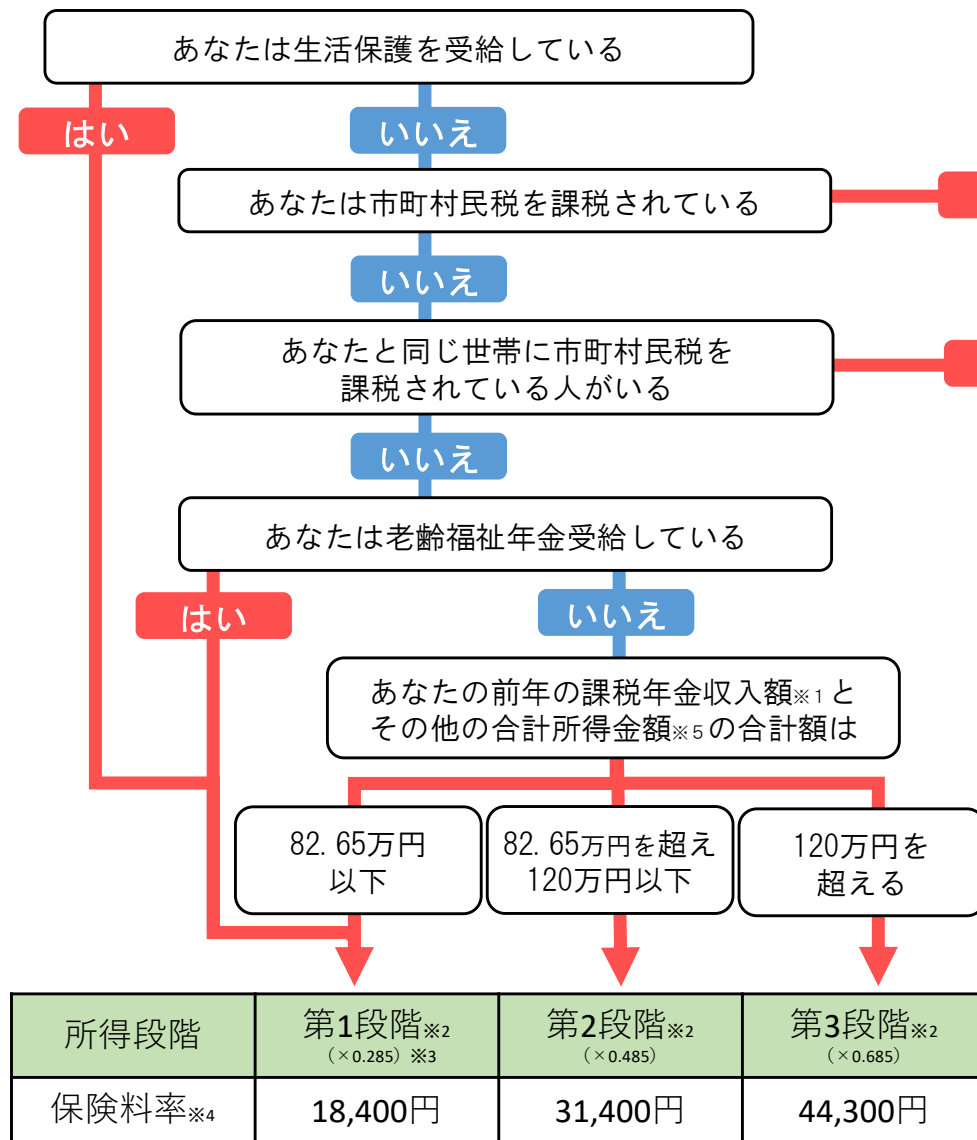 あなたは生活保護を受給している
はい
いいえ
あなたは市町村民税を課税されている
いいえ
あなたと同じ世帯に市町村民税を
課税されている人がいる
いいえ
あなたは老齢福祉年金受給している
はい
いいえ
あなたの前年の課税年金収入額※1と
その他の合計所得金額※5の合計額は
82.65万円
以下
82.65万円を超え
120万円以下
120万円を
超える
所得段階
第1段階※2
（×0.285）※3
第2段階※2
（×0.485）
第3段階※2
（×0.685）
保険料率※4
18,400円
31,400円
44,300円